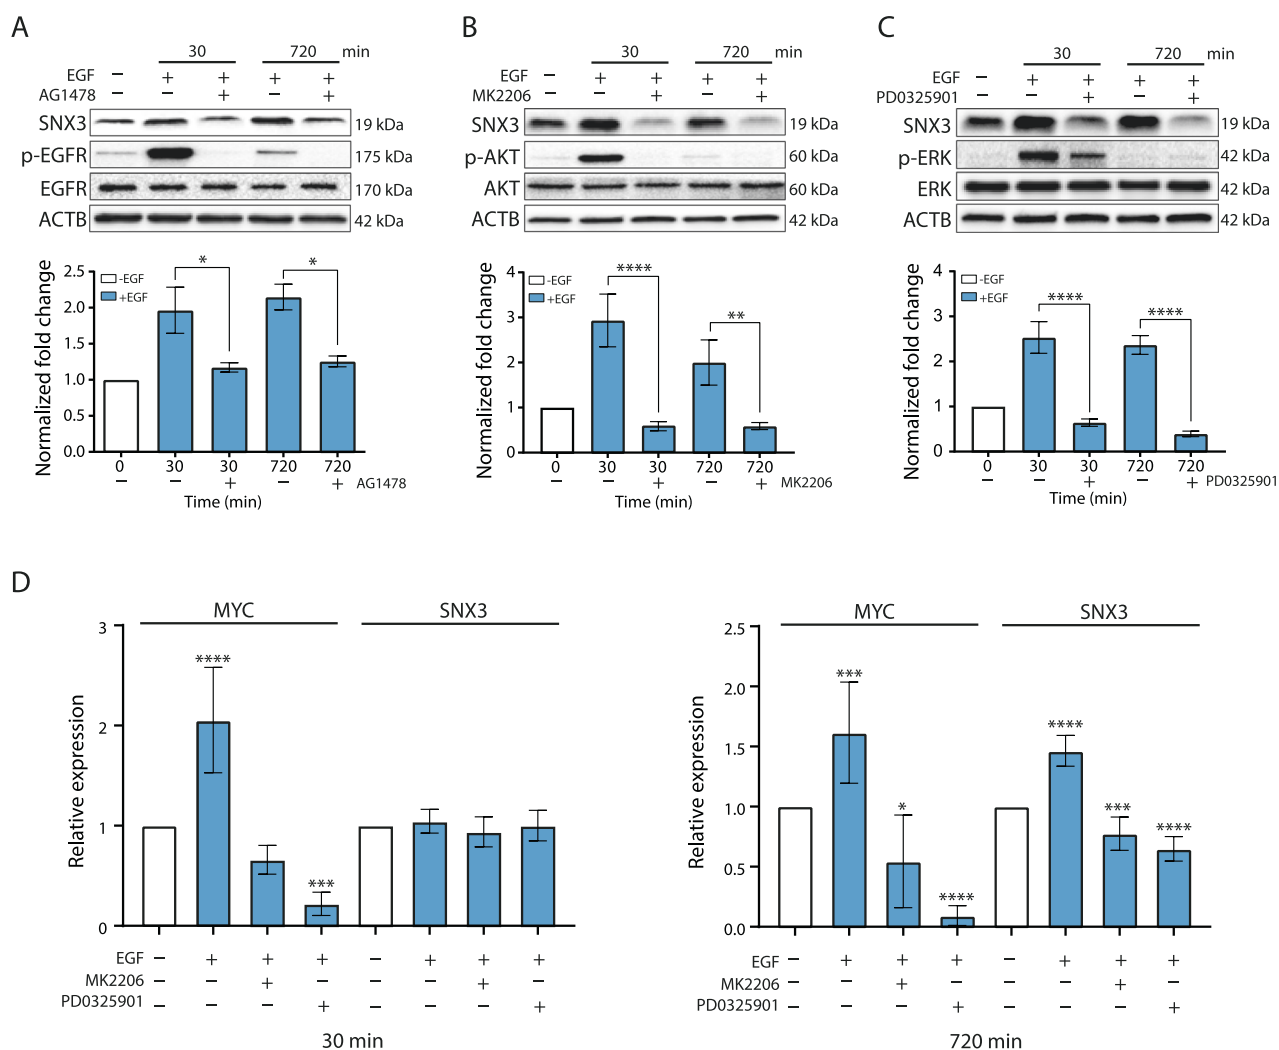 A
30 720 min
EGF – + + + +
AG1478 – – + – +
SNX3 19 kDa
p-EGFR 175 kDa
EGFR 170 kDa
ACTB 42 kDa
Normalized fold change
2.5
2.0
1.5
1.0
0.5
0.0
-EGF
+EGF
* *
0 30 30 720 720
– – + – + AG1478
Time (min)
B
30 720 min
EGF – + + + +
MK2206 – – + – +
SNX3 19 kDa
p-AKT 60 kDa
AKT 60 kDa
ACTB 42 kDa
Normalized fold change
4
3
2
1
0
-EGF
+EGF
**** **
0 30 30 720 720
– – + – + MK2206
Time (min)
C
30 720 min
EGF – + + + +
PD0325901 – – + – +
SNX3 19 kDa
p-ERK 42 kDa
ERK 42 kDa
ACTB 42 kDa
Normalized fold change
4
3
2
1
0
-EGF
+EGF
**** ****
0 30 30 720 720
– – + – + PD0325901
Time (min)
D
MYC SNX3
Relative expression
3
2
1
0
**** ***
EGF – + + + – + + +
MK2206 – – + – – – + –
PD0325901 – – – + – – – +
30 min
MYC SNX3
Relative expression
2.5
2.0
1.5
1.0
0.5
0.0
*** * **** **** *** ****
EGF – + + + – + + +
MK2206 – – + – – – + –
PD0325901 – – – + – – – +
720 min